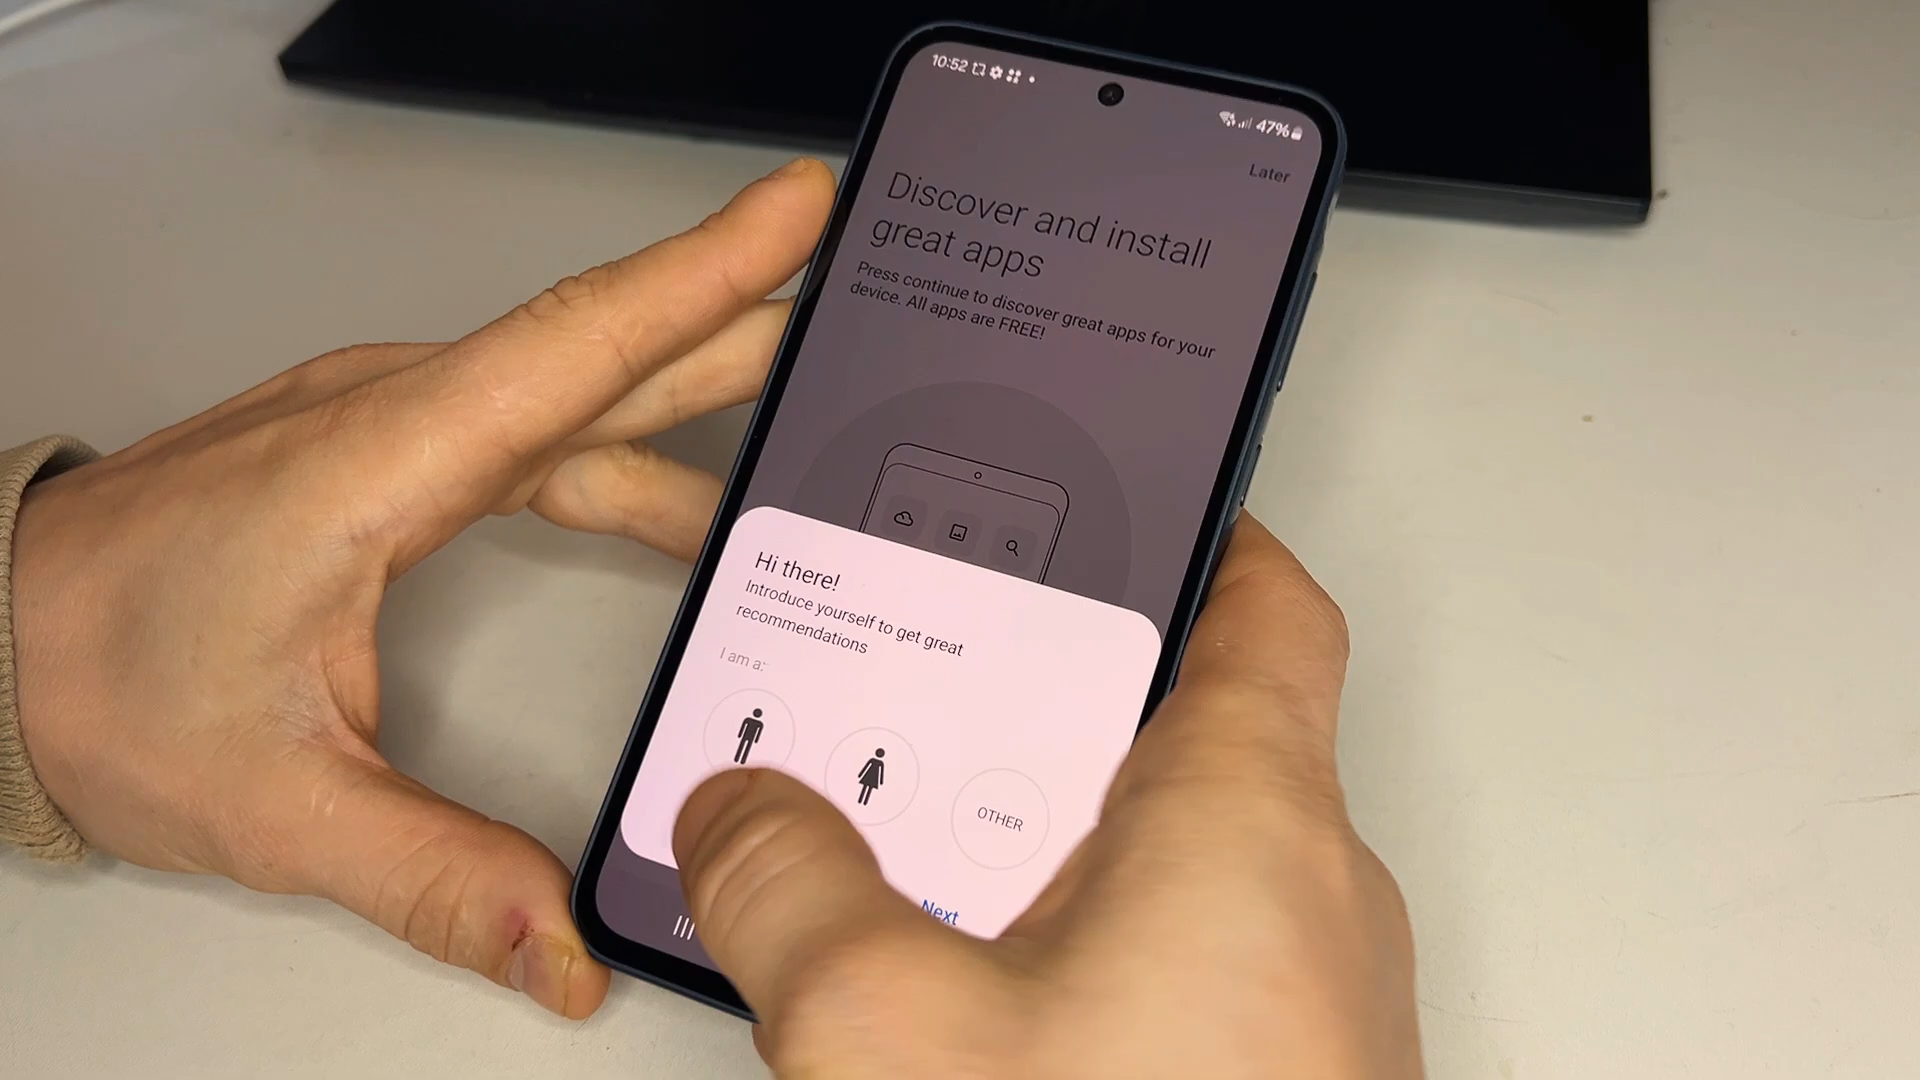 10:52
47%
Later
Discover and install
great apps
Press continue to discover great apps for your
device. All apps are FREE!
Hi there!
Introduce yourself to get great
recommendations
I am a:
OTHER
Next